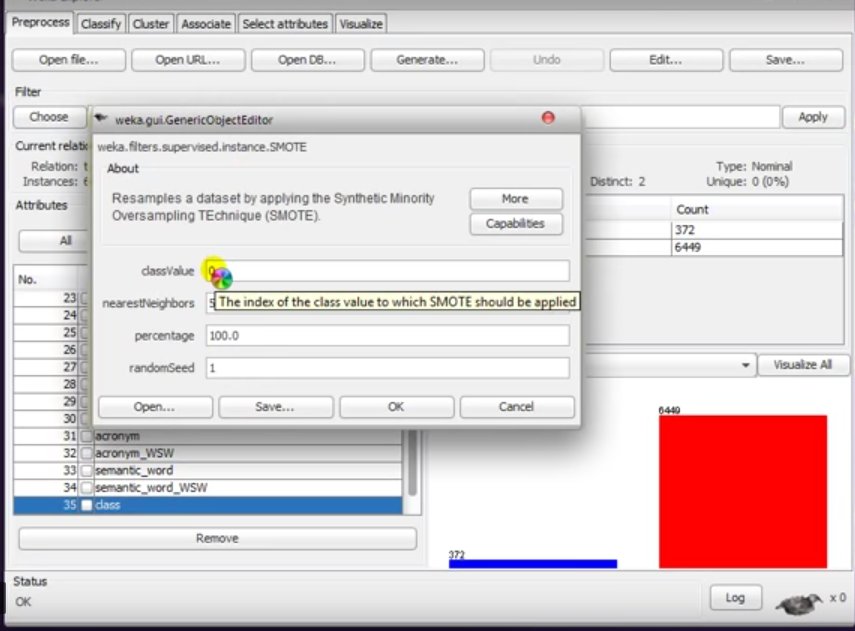 Preprocess Classify Cluster Associate Select attributes Visualize
Open file... Open URL... Open DB... Generate... Undo Edit... Save...
Filter
Choose
Apply
weka.gui.GenericObjectEditor
weka.filters.supervised.instance.SMOTE
About
Resamples a dataset by applying the Synthetic Minority
Oversampling TEchnique (SMOTE).
More
Capabilities
classValue
The index of the class value to which SMOTE should be applied
nearestNeighbors 5
percentage 100.0
randomSeed 1
Open... Save... OK Cancel
Relation:
Instances: 6
Attributes
All
Distinct: 2
Type: Nominal
Unique: 0 (0%)
Count
372
6449
No.
23
24
25
26
27
28
29
30
31 acronym
32 acronym_WSW
33 semantic_word
34 semantic_word_WSW
35 class
Remove
Visualize All
372
6449
Status
OK
Log
x 0